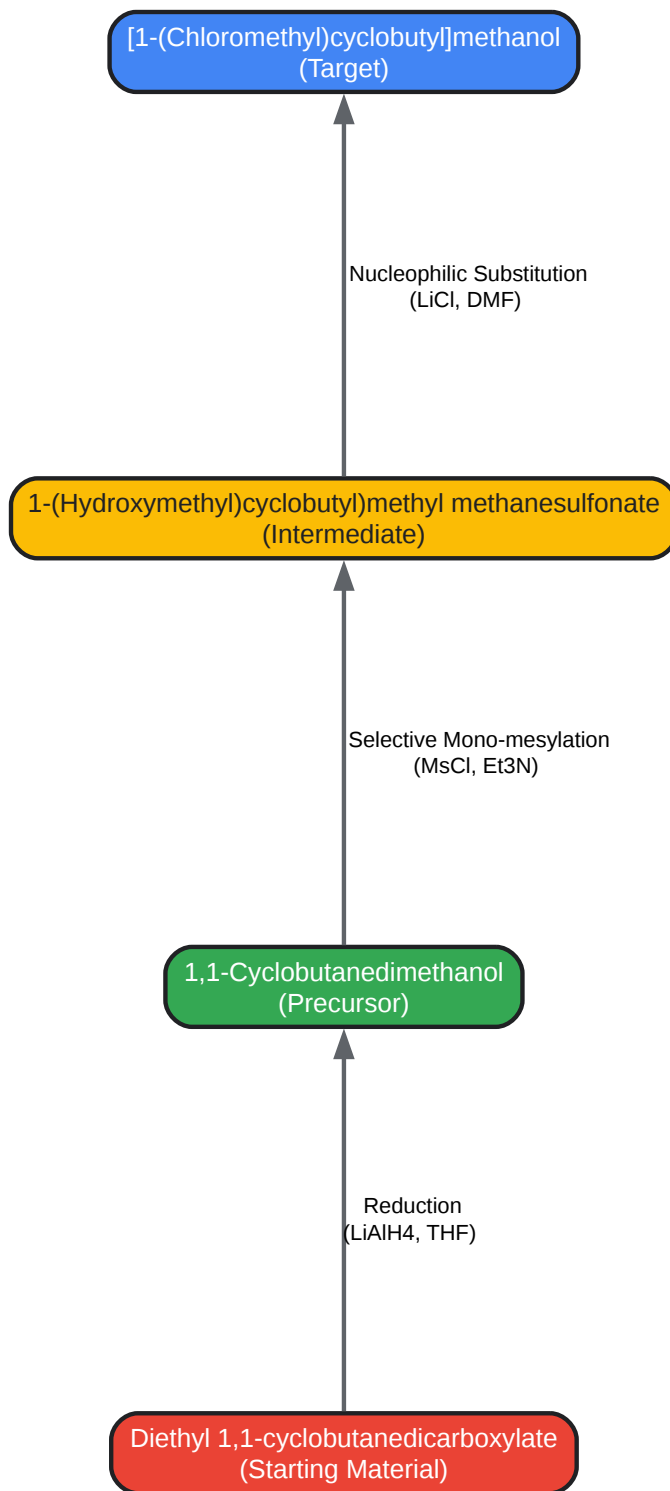 [1-(Chloromethyl)cyclobutyl]methanol
(Target)
Nucleophilic Substitution
(LiCl, DMF)
1-(Hydroxymethyl)cyclobutyl)methyl methanesulfonate
(Intermediate)
Selective Mono-mesylation
(MsCl, Et3N)
1,1-Cyclobutanedimethanol
(Precursor)
Reduction
(LiAlH4, THF)
Diethyl 1,1-cyclobutanedicarboxylate
(Starting Material)